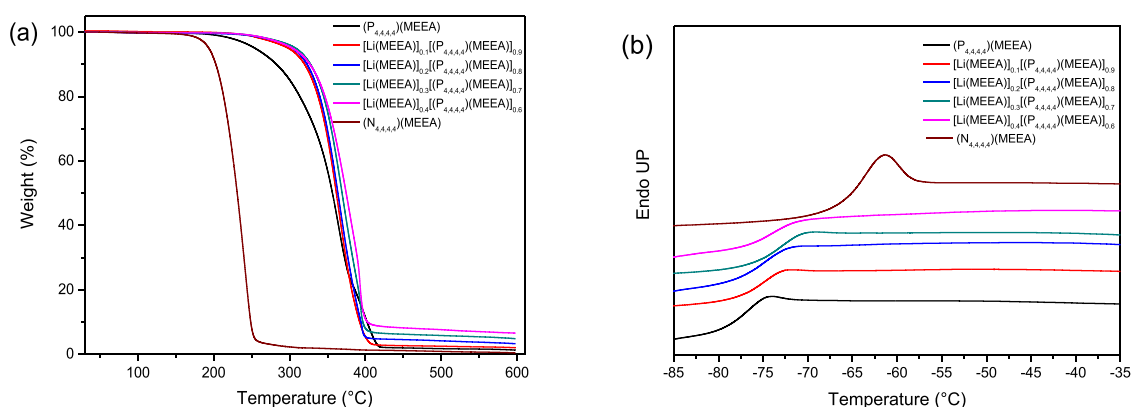 (a)
100
80
60
40
20
0
Weight (%)
(P4,4,4,4)(MEEA)
[Li(MEEA)]0.1[(P4,4,4,4)(MEEA)]0.9
[Li(MEEA)]0.2[(P4,4,4,4)(MEEA)]0.8
[Li(MEEA)]0.3[(P4,4,4,4)(MEEA)]0.7
[Li(MEEA)]0.4[(P4,4,4,4)(MEEA)]0.6
(N4,4,4,4)(MEEA)
100 200 300 400 500 600
Temperature (°C)
(b)
Endo UP
(P4,4,4,4)(MEEA)
[Li(MEEA)]0.1[(P4,4,4,4)(MEEA)]0.9
[Li(MEEA)]0.2[(P4,4,4,4)(MEEA)]0.8
[Li(MEEA)]0.3[(P4,4,4,4)(MEEA)]0.7
[Li(MEEA)]0.4[(P4,4,4,4)(MEEA)]0.6
(N4,4,4,4)(MEEA)
-85 -80 -75 -70 -65 -60 -55 -50 -45 -40 -35
Temperature (°C)